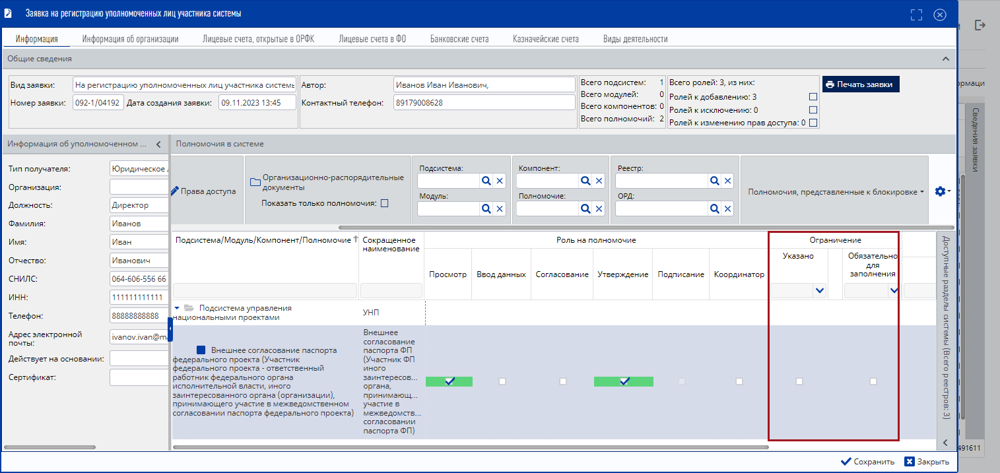 Заявка на регистрацию уполномоченных лиц участника системы
Информация
Информация об организации
Лицевые счета, открытые в ОРФК
Лицевые счета в ФО
Банковские счета
Казначейские счета
Виды деятельности
Общие сведения
Вид заявки:
На регистрацию уполномоченных лиц участника системы
Номер заявки:
092-1/04192
Дата создания заявки:
09.11.2023 13:45
Автор:
Иванов Иван Иванович,
Контактный телефон:
89179008628
Всего подсистем: 1
Всего модулей: 0
Всего компонентов: 0
Всего полномочий: 2
Всего ролей: 3, из них:
Ролей к добавлению: 3
Ролей к исключению: 0
Ролей к изменению прав доступа: 0
Печать заявки
Информация об уполномоченном ...
Тип получателя:
Юридическое
Организация:
Должность:
Директор
Фамилия:
Иванов
Имя:
Иван
Отчество:
Иванович
СНИЛС:
064-606-556 66
ИНН:
111111111111
Телефон:
88888888888
Адрес электронной
почты:
ivanov.ivan@m
Действует на основании:
Сертификат:
Полномочия в системе
Права доступа
Организационно-распорядительные
документы
Показать только полномочия:
Подсистема:
Модуль:
Компонент:
Полномочие:
Реестр:
ОРД:
Полномочия, представленные к блокировке
Подсистема/Модуль/Компонент/Полномочие
Сокращенное
наименование
Роль на полномочие
Просмотр
Ввод данных
Согласование
Утверждение
Подписание
Координатор
Ограничение
Указано
Обязательно
для
заполнения
Подсистема управления
национальными проектами
УНП
Внешнее согласование паспорта
федерального проекта (Участник
федерального проекта - ответственный
работник федерального органа
исполнительной власти, иного
заинтересованного органа (организации),
принимающего участие в межведомственном
согласовании паспорта федерального проекта)
Внешнее
согласование
паспорта ФП
(Участник ФП
иного
заинтересов...
органа,
принимающ...
участие в
межведомств...
согласовании
паспорта ФП)
Доступные разделы системы (Всего реестров: 3)
Сведения заявки
рмаци
491611
Сохранить
Закрыть